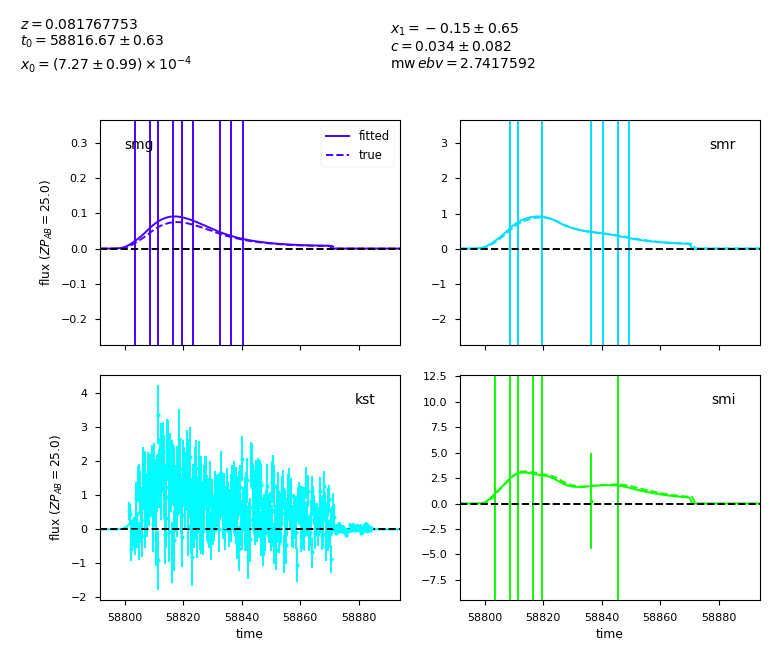 z = 0.081767753
t₀ = 58816.67 ± 0.63
x₀ = (7.27 ± 0.99) × 10⁻⁴
x₁ = −0.15 ± 0.65
c = 0.034 ± 0.082
mw ebv = 2.7417592
smg
fitted
true
0.3
0.2
0.1
0.0
−0.1
−0.2
flux (ZP_AB = 25.0)
smr
3
2
1
0
−1
−2
kst
4
3
2
1
0
−1
−2
flux (ZP_AB = 25.0)
58800 58820 58840 58860 58880
time
smi
12.5
10.0
7.5
5.0
2.5
0.0
−2.5
−5.0
−7.5
58800 58820 58840 58860 58880
time